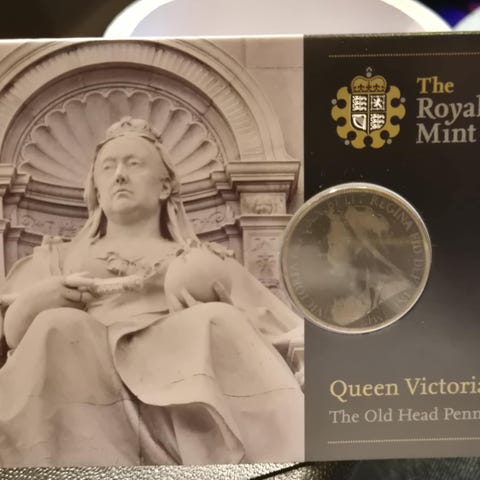 The
Royal
Mint
REGINA
Queen Victoria
The Old Head Penn